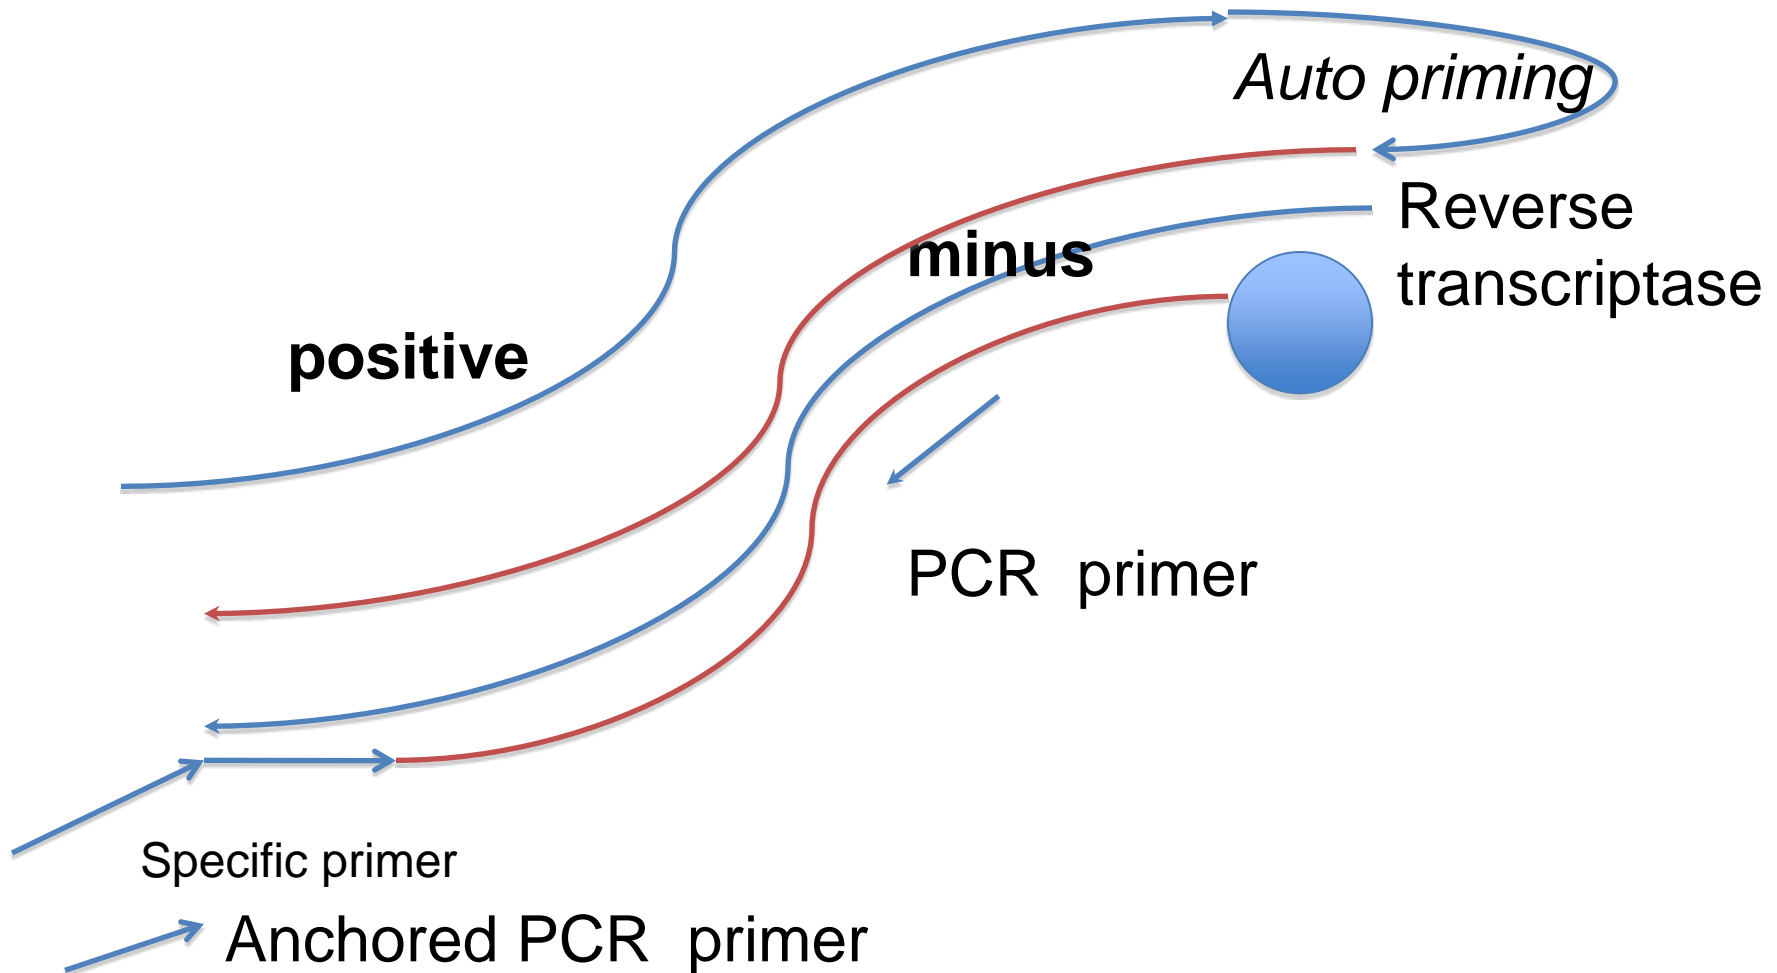 Auto priming
Reverse
transcriptase
minus
positive
PCR primer
Specific primer
Anchored PCR primer